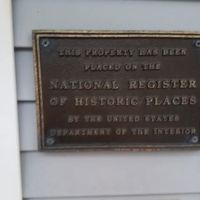 THIS PROPERTY HAS BEEN
PLACED ON THE
NATIONAL REGISTER
OF HISTORIC PLACES
BY THE UNITED STATES
DEPARTMENT OF THE INTERIOR